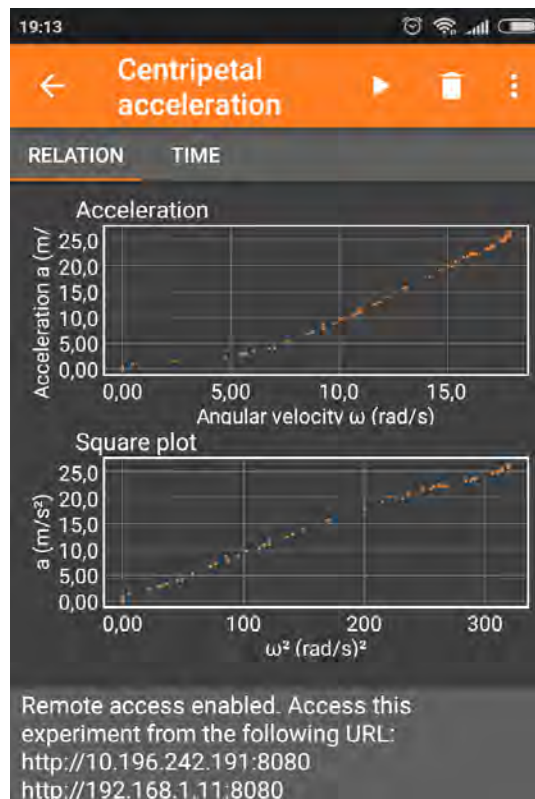 19:13
Centripetal
acceleration
RELATION TIME
Acceleration
Acceleration a (m/
25,0
20,0
15,0
10,0
5,00
0,00
0,00 5,00 10,0 15,0
Angular velocity ω (rad/s)
Square plot
a (m/s²)
25,0
20,0
15,0
10,0
5,00
0,00
0,00 100 200 300
ω² (rad/s)²
Remote access enabled. Access this
experiment from the following URL:
http://10.196.242.191:8080
http://192.168.1.11:8080